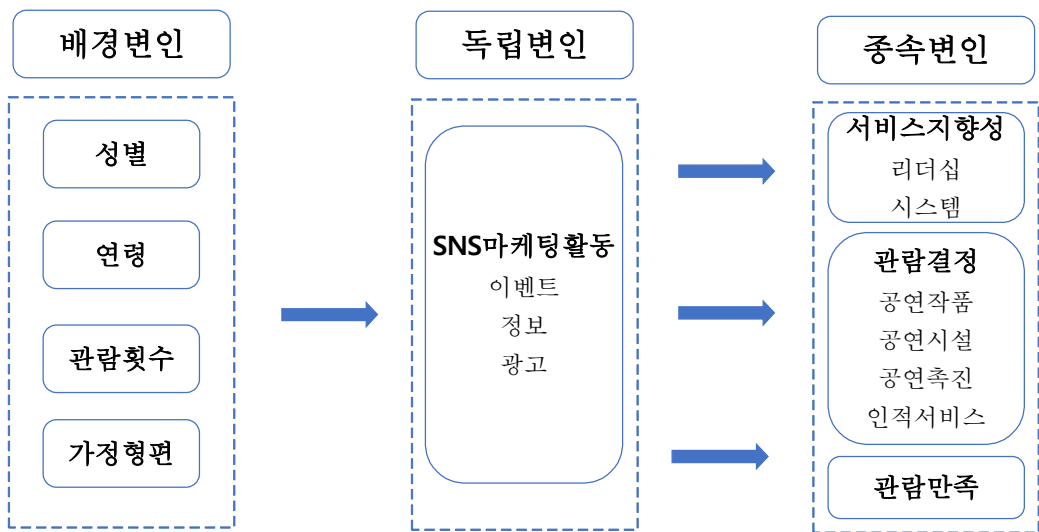 배경변인
독립변인
종속변인
성별
연령
관람횟수
가정형편
SNS마케팅활동
이벤트
정보
광고
서비스지향성
리더십
시스템
관람결정
공연작품
공연시설
공연촉진
인적서비스
관람만족